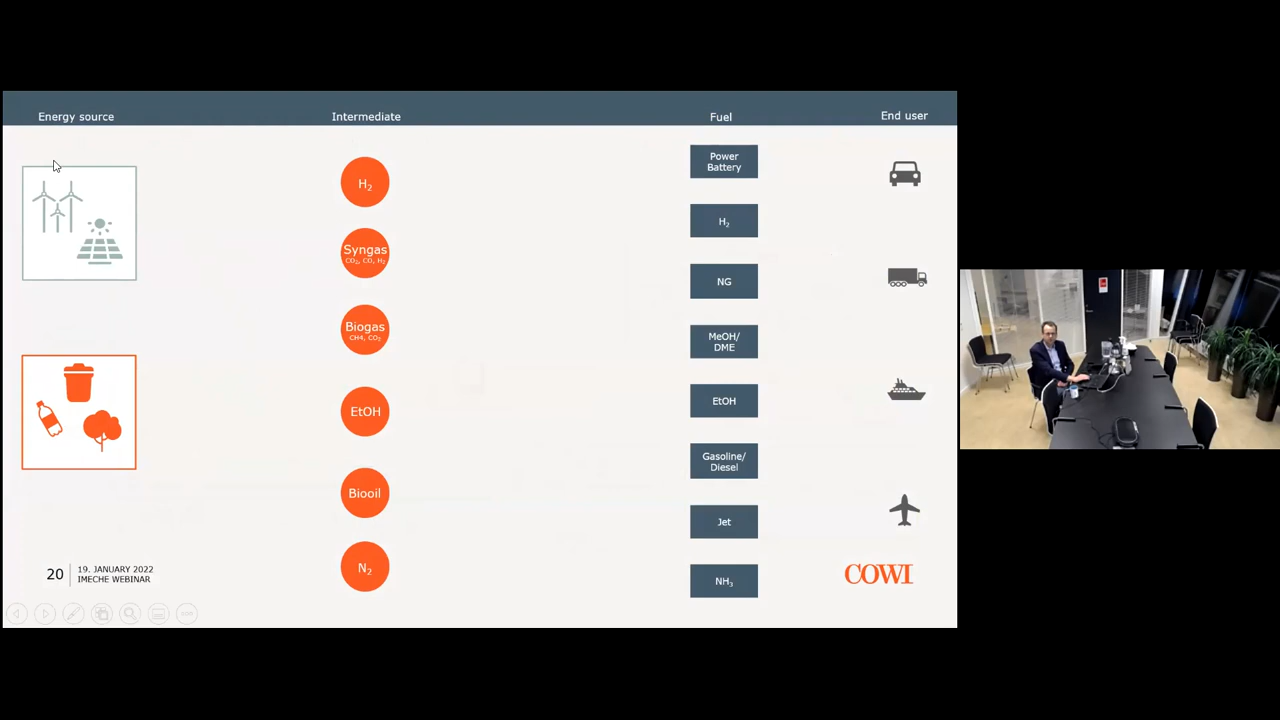 Energy source
Intermediate
Fuel
End user
H₂
Syngas
CO₂, CO, H₂
Biogas
CH4, CO₂
EtOH
Biooil
N₂
Power
Battery
H₂
NG
MeOH/
DME
EtOH
Gasoline/
Diesel
Jet
NH₃
20
19. JANUARY 2022
IMECHE WEBINAR
COWI